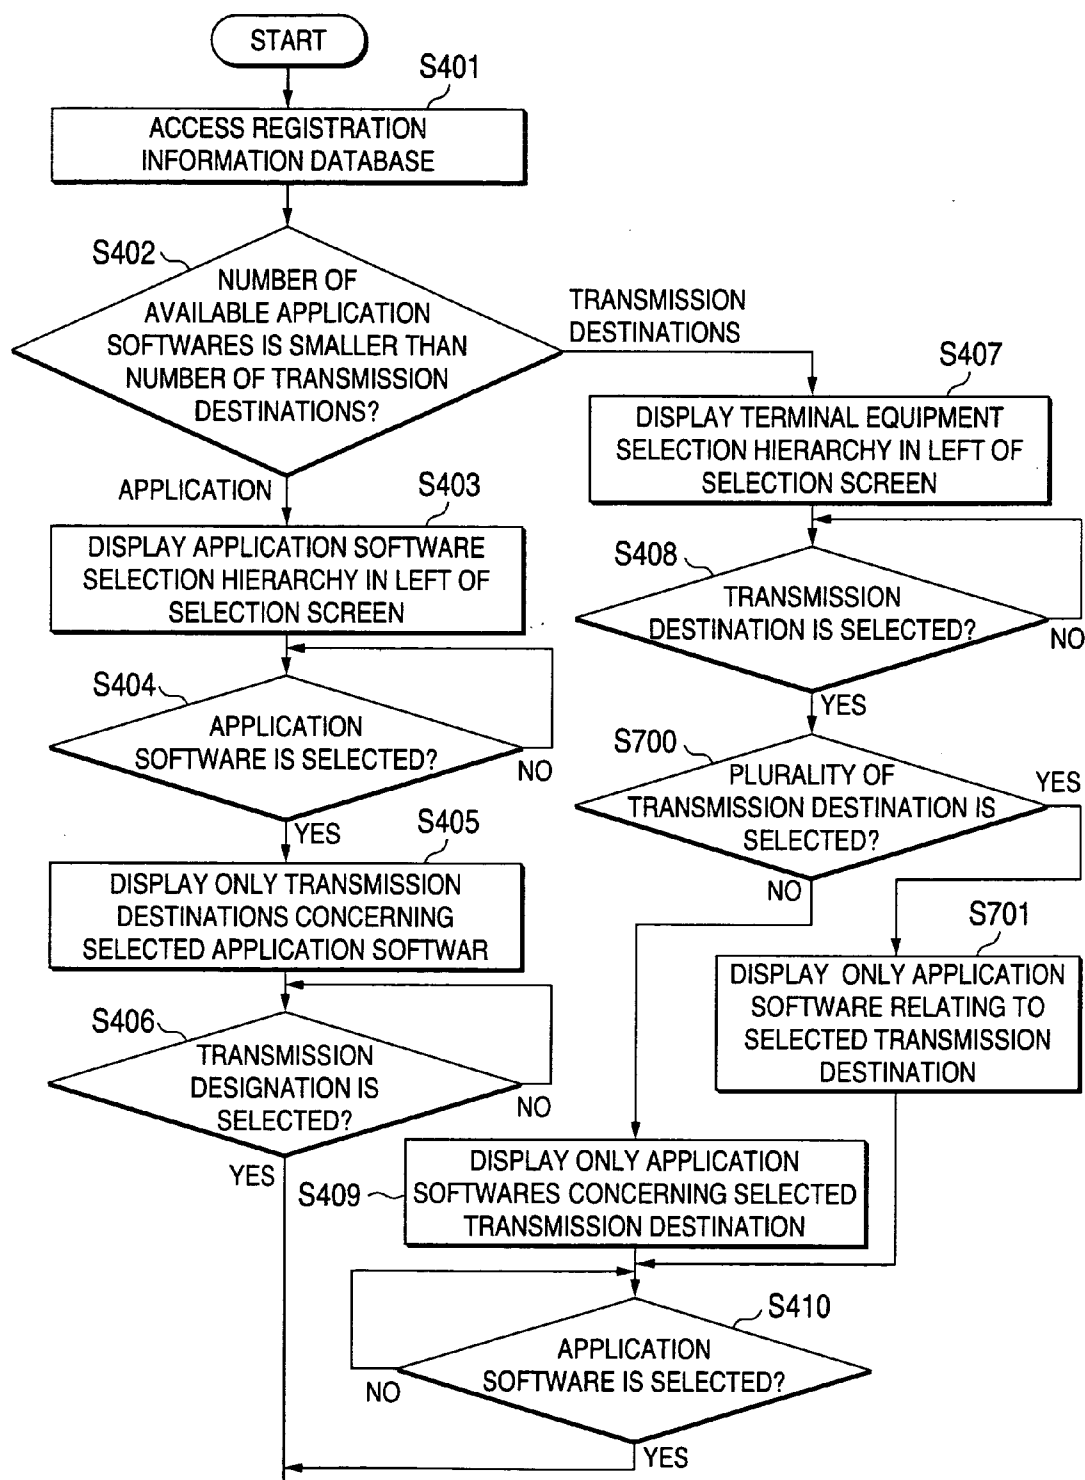 START
S401
ACCESS REGISTRATION
INFORMATION DATABASE
S402
NUMBER OF
AVAILABLE APPLICATION
SOFTWARES IS SMALLER THAN
NUMBER OF TRANSMISSION
DESTINATIONS?
TRANSMISSION
DESTINATIONS
APPLICATION
S403
DISPLAY APPLICATION SOFTWARE
SELECTION HIERARCHY IN LEFT OF
SELECTION SCREEN
S404
APPLICATION
SOFTWARE IS SELECTED?
NO
YES
S405
DISPLAY ONLY TRANSMISSION
DESTINATIONS CONCERNING
SELECTED APPLICATION SOFTWAR
S406
TRANSMISSION
DESIGNATION IS
SELECTED?
NO
YES
S407
DISPLAY TERMINAL EQUIPMENT
SELECTION HIERARCHY IN LEFT OF
SELECTION SCREEN
S408
TRANSMISSION
DESTINATION IS SELECTED?
NO
YES
S700
PLURALITY OF
TRANSMISSION DESTINATION IS
SELECTED?
YES
NO
S701
DISPLAY ONLY APPLICATION
SOFTWARE RELATING TO
SELECTED TRANSMISSION
DESTINATION
S409
DISPLAY ONLY APPLICATION
SOFTWARES CONCERNING SELECTED
TRANSMISSION DESTINATION
S410
APPLICATION
SOFTWARE IS SELECTED?
NO
YES